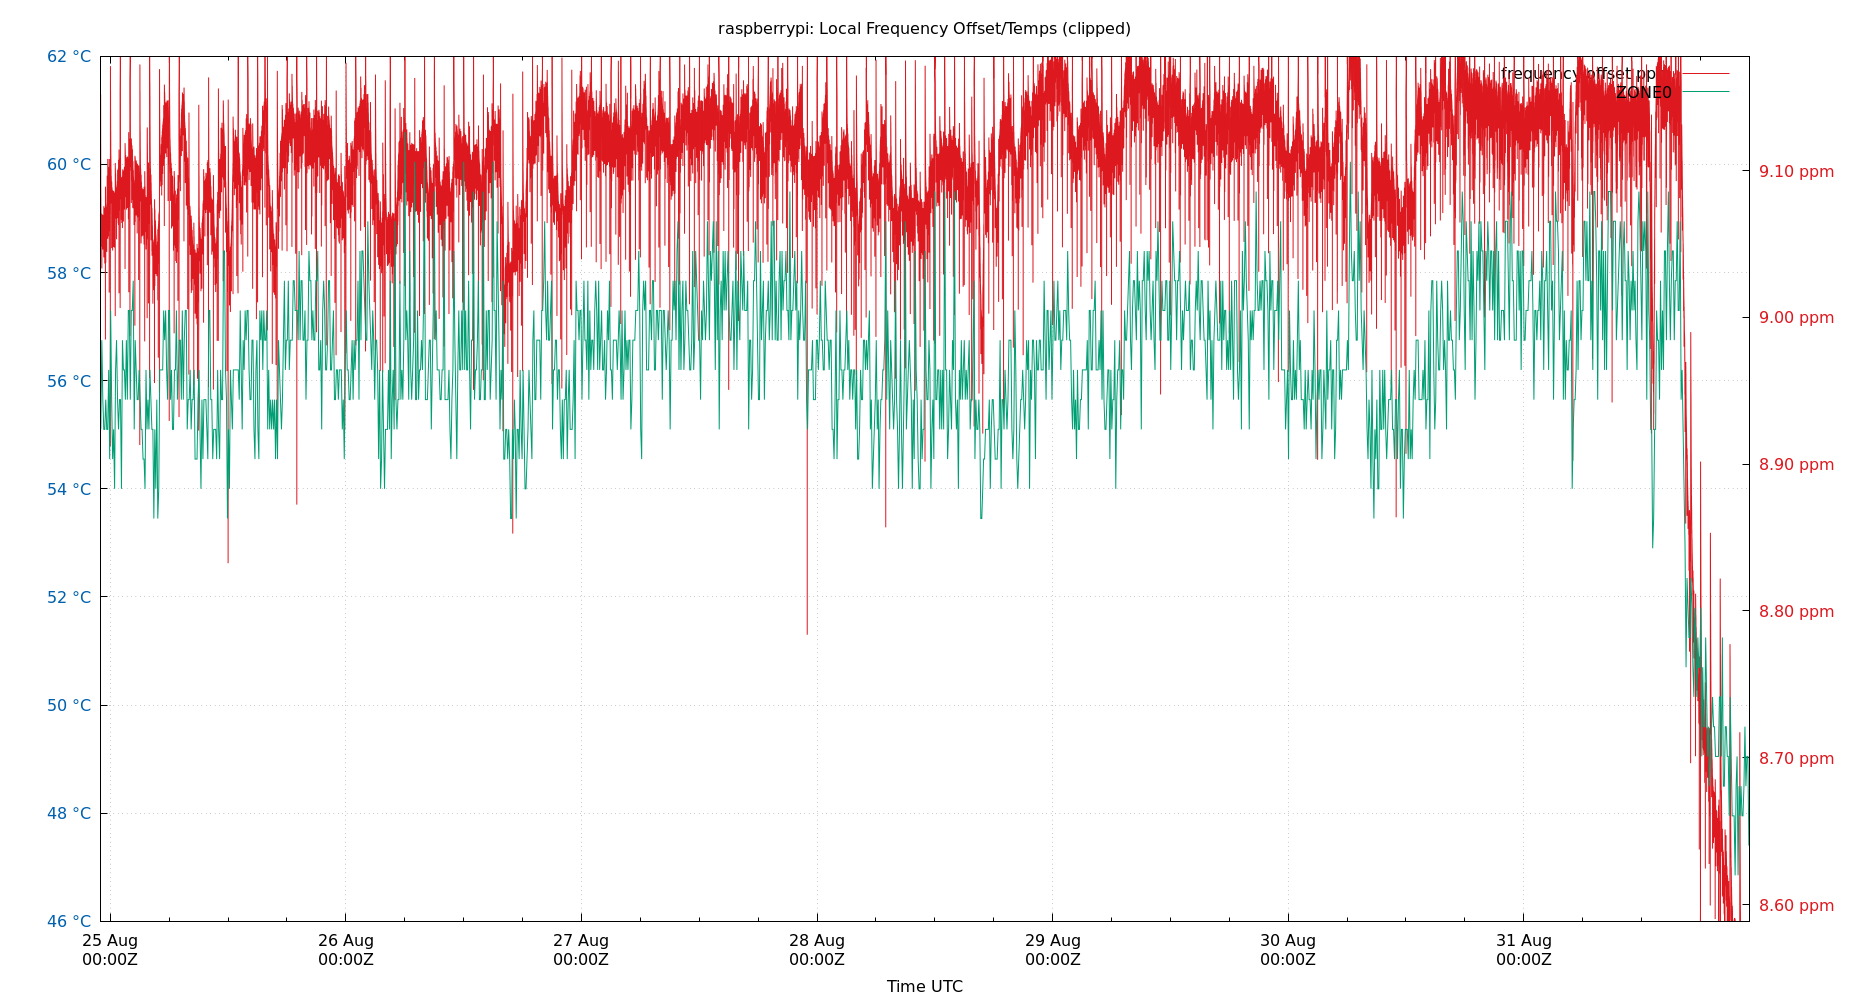 raspberrypi: Local Frequency Offset/Temps (clipped)
62 °C
60 °C
58 °C
56 °C
54 °C
52 °C
50 °C
48 °C
46 °C
frequency offset pp
ZONE0
9.10 ppm
9.00 ppm
8.90 ppm
8.80 ppm
8.70 ppm
8.60 ppm
25 Aug
00:00Z
26 Aug
00:00Z
27 Aug
00:00Z
28 Aug
00:00Z
29 Aug
00:00Z
30 Aug
00:00Z
31 Aug
00:00Z
Time UTC